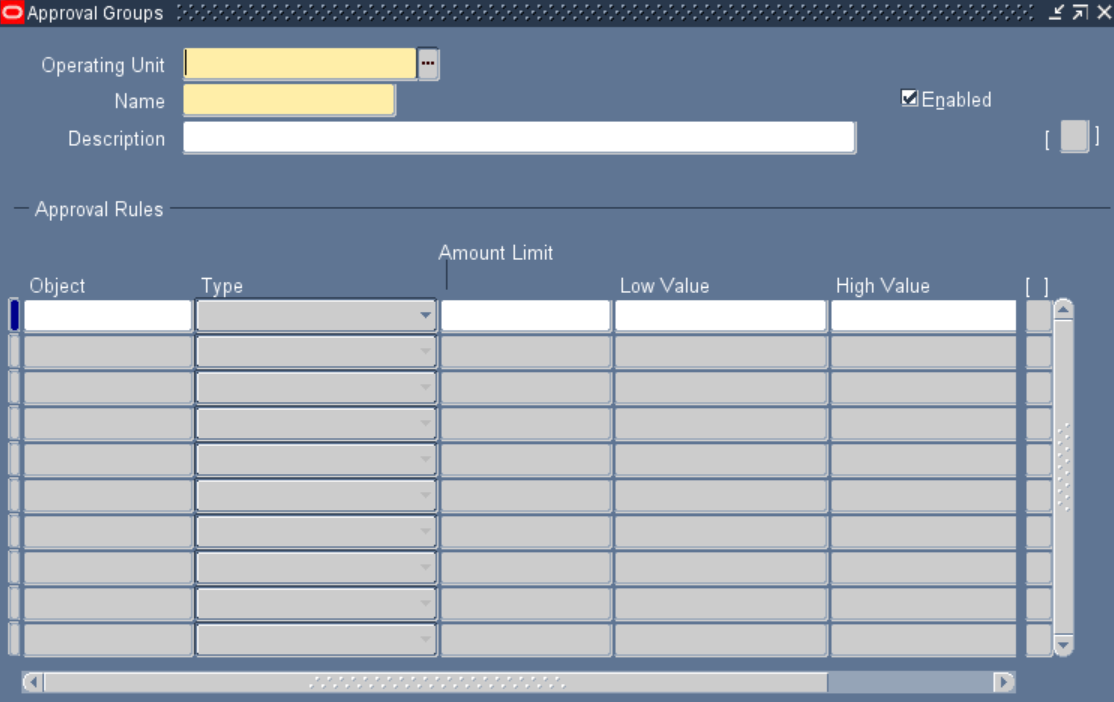 Approval Groups
Operating Unit ...
Name
Enabled
Description
[ ]
Approval Rules
Amount Limit
Object Type Low Value High Value [ ]